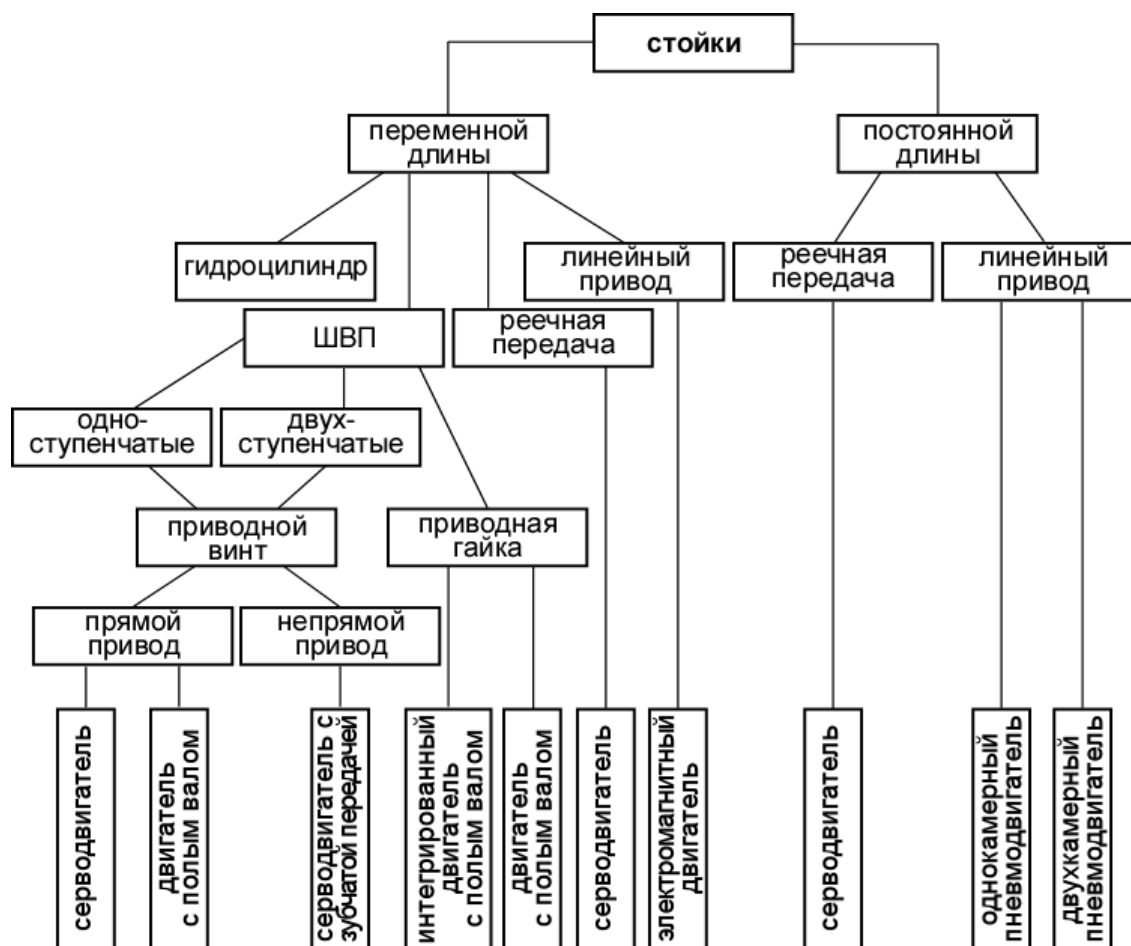 стойки
переменной
длины
постоянной
длины
гидроцилиндр
линейный
привод
реечная
передача
линейный
привод
ШВП
реечная
передача
одно-
ступенчатые
двух-
ступенчатые
приводной
винт
приводная
гайка
прямой
привод
непрямой
привод
серводвигатель
двигатель
с полым валом
серводвигатель с
зубчатой передачей
интегрированный
двигатель
с полым валом
двигатель
с полым валом
серводвигатель
электромагнитный
двигатель
серводвигатель
однокамерный
пневмодвигатель
двухкамерный
пневмодвигатель